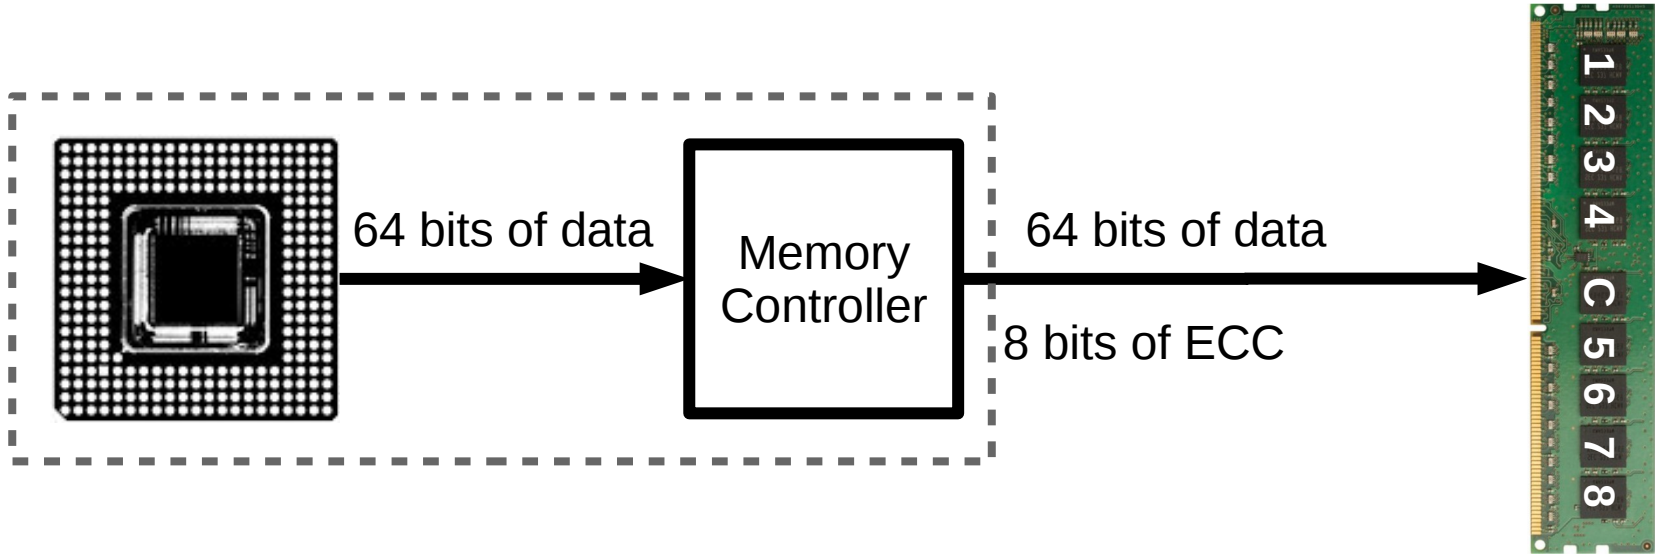 64 bits of data
Memory
Controller
64 bits of data
8 bits of ECC
1
2
3
4
C
5
6
7
8